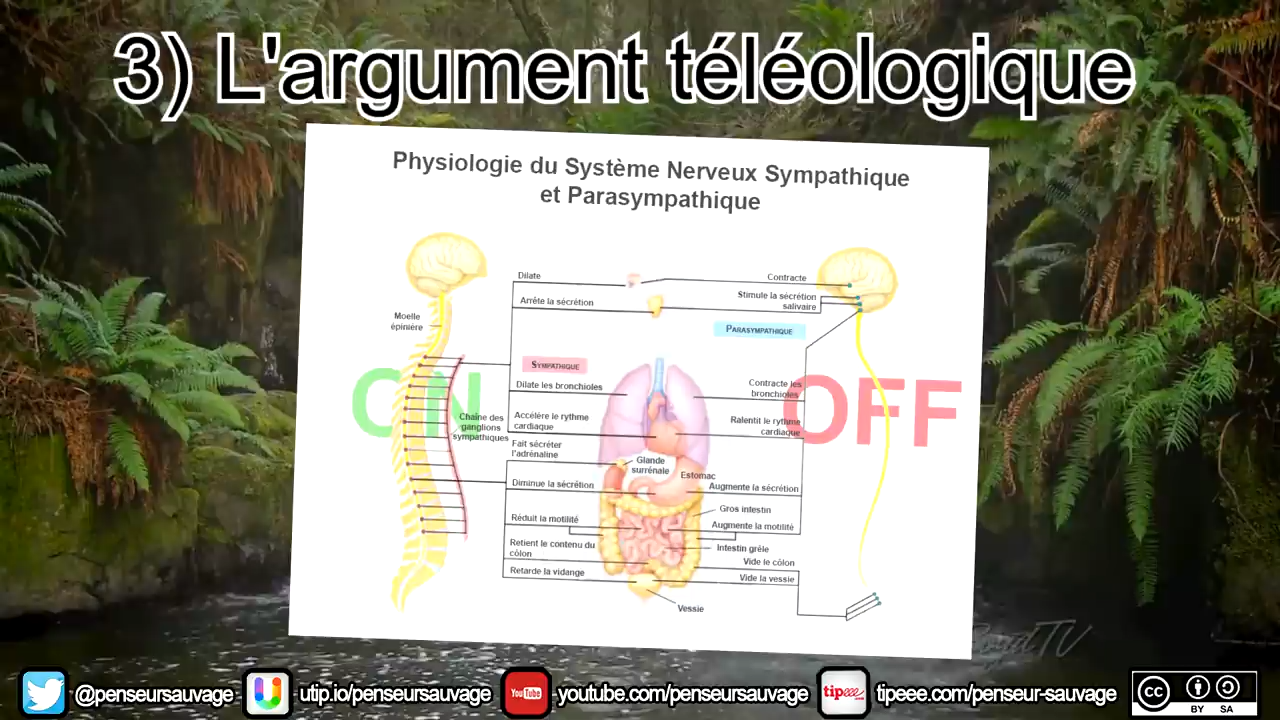 3) L'argument téléologique
Physiologie du Système Nerveux Sympathique
et Parasympathique
ON
OFF
Moelle
épinière
Chaîne des
ganglions
sympathiques
Dilate
Arrête la sécrétion
SYMPATHIQUE
Dilate les bronchioles
Accélère le rythme
cardiaque
Fait sécréter
l'adrénaline
Diminue la sécrétion
Réduit la motilité
Retient le contenu du
côlon
Retarde la vidange
Glande
surrénale
Estomac
Gros intestin
Intestin grêle
Vessie
Contracte
Stimule la sécrétion
salivaire
PARASYMPATHIQUE
Contracte les
bronchioles
Ralentit le rythme
cardiaque
Augmente la sécrétion
Augmente la motilité
Vide le côlon
Vide la vessie
@penseursauvage
utip.io/penseursauvage
YouTube
youtube.com/penseursauvage
tipeee
tipeee.com/penseur-sauvage
cc
BY SA